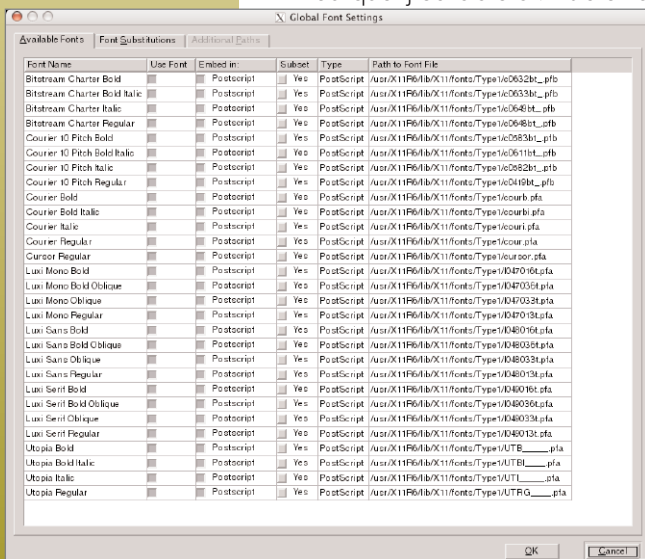 Global Font Settings
Available Fonts Font Substitutions Additional Paths
Font Name Use Font Embed in: Subset Type Path to Font File
Bitstream Charter Bold Postscript Yes PostScript /usr/X11R6/lib/X11/fonts/Type1/c0632bt_.pfb
Bitstream Charter Bold Italic Postscript Yes PostScript /usr/X11R6/lib/X11/fonts/Type1/c0633bt_.pfb
Bitstream Charter Italic Postscript Yes PostScript /usr/X11R6/lib/X11/fonts/Type1/c0649bt_.pfb
Bitstream Charter Regular Postscript Yes PostScript /usr/X11R6/lib/X11/fonts/Type1/c0648bt_.pfb
Courier 10 Pitch Bold Postscript Yes PostScript /usr/X11R6/lib/X11/fonts/Type1/c0583bt_.pfb
Courier 10 Pitch Bold Italic Postscript Yes PostScript /usr/X11R6/lib/X11/fonts/Type1/c0611bt_.pfb
Courier 10 Pitch Italic Postscript Yes PostScript /usr/X11R6/lib/X11/fonts/Type1/c0582bt_.pfb
Courier 10 Pitch Regular Postscript Yes PostScript /usr/X11R6/lib/X11/fonts/Type1/c0419bt_.pfb
Courier Bold Postscript Yes PostScript /usr/X11R6/lib/X11/fonts/Type1/courb.pfa
Courier Bold Italic Postscript Yes PostScript /usr/X11R6/lib/X11/fonts/Type1/courbi.pfa
Courier Italic Postscript Yes PostScript /usr/X11R6/lib/X11/fonts/Type1/couri.pfa
Courier Regular Postscript Yes PostScript /usr/X11R6/lib/X11/fonts/Type1/cour.pfa
Cursor Regular Postscript Yes PostScript /usr/X11R6/lib/X11/fonts/Type1/cursor.pfa
Luxi Mono Bold Postscript Yes PostScript /usr/X11R6/lib/X11/fonts/Type1/l047016t.pfa
Luxi Mono Bold Oblique Postscript Yes PostScript /usr/X11R6/lib/X11/fonts/Type1/l047036t.pfa
Luxi Mono Oblique Postscript Yes PostScript /usr/X11R6/lib/X11/fonts/Type1/l047033t.pfa
Luxi Mono Regular Postscript Yes PostScript /usr/X11R6/lib/X11/fonts/Type1/l047013t.pfa
Luxi Sans Bold Postscript Yes PostScript /usr/X11R6/lib/X11/fonts/Type1/l048016t.pfa
Luxi Sans Bold Oblique Postscript Yes PostScript /usr/X11R6/lib/X11/fonts/Type1/l048036t.pfa
Luxi Sans Oblique Postscript Yes PostScript /usr/X11R6/lib/X11/fonts/Type1/l048033t.pfa
Luxi Sans Regular Postscript Yes PostScript /usr/X11R6/lib/X11/fonts/Type1/l048013t.pfa
Luxi Serif Bold Postscript Yes PostScript /usr/X11R6/lib/X11/fonts/Type1/l049016t.pfa
Luxi Serif Bold Oblique Postscript Yes PostScript /usr/X11R6/lib/X11/fonts/Type1/l049036t.pfa
Luxi Serif Oblique Postscript Yes PostScript /usr/X11R6/lib/X11/fonts/Type1/l049033t.pfa
Luxi Serif Regular Postscript Yes PostScript /usr/X11R6/lib/X11/fonts/Type1/l049013t.pfa
Utopia Bold Postscript Yes PostScript /usr/X11R6/lib/X11/fonts/Type1/UTB_____.pfa
Utopia Bold Italic Postscript Yes PostScript /usr/X11R6/lib/X11/fonts/Type1/UTBI____.pfa
Utopia Italic Postscript Yes PostScript /usr/X11R6/lib/X11/fonts/Type1/UTI_____.pfa
Utopia Regular Postscript Yes PostScript /usr/X11R6/lib/X11/fonts/Type1/UTRG____.pfa
OK Cancel